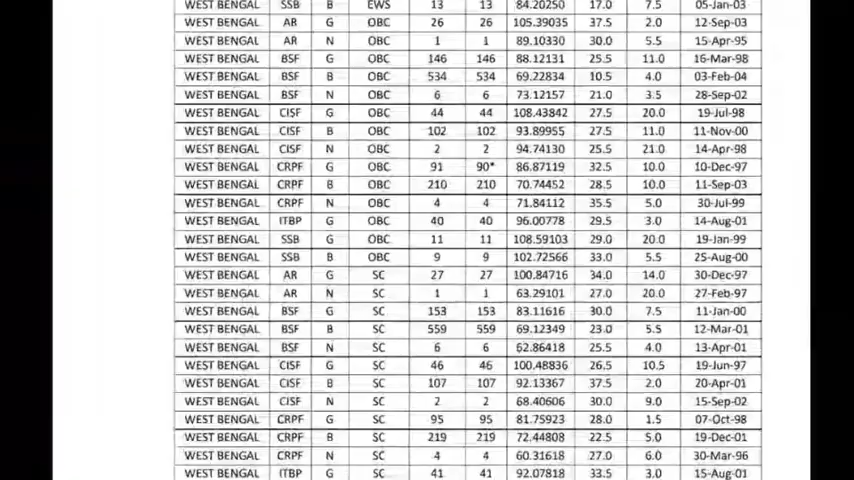 WEST BENGAL SSB B EWS 13 13 84.20250 17.0 7.5 05-Jan-03
WEST BENGAL AR G OBC 26 26 105.39035 37.5 2.0 12-Sep-03
WEST BENGAL AR N OBC 1 1 89.10330 30.0 5.5 15-Apr-95
WEST BENGAL BSF G OBC 146 146 88.12131 25.5 11.0 16-Mar-98
WEST BENGAL BSF B OBC 534 534 69.22834 10.5 4.0 03-Feb-04
WEST BENGAL BSF N OBC 6 6 73.12157 21.0 3.5 28-Sep-02
WEST BENGAL CISF G OBC 44 44 108.43842 27.5 20.0 19-Jul-98
WEST BENGAL CISF B OBC 102 102 93.89955 27.5 11.0 11-Nov-00
WEST BENGAL CISF N OBC 2 2 94.74130 25.5 21.0 14-Apr-98
WEST BENGAL CRPF G OBC 91 90* 86.87119 32.5 10.0 10-Dec-97
WEST BENGAL CRPF B OBC 210 210 70.74452 28.5 10.0 11-Sep-03
WEST BENGAL CRPF N OBC 4 4 71.84112 35.5 5.0 30-Jul-99
WEST BENGAL ITBP G OBC 40 40 96.00778 29.5 3.0 14-Aug-01
WEST BENGAL SSB G OBC 11 11 108.59103 29.0 20.0 19-Jan-99
WEST BENGAL SSB B OBC 9 9 102.72566 33.0 5.5 25-Aug-00
WEST BENGAL AR G SC 27 27 100.84716 34.0 14.0 30-Dec-97
WEST BENGAL AR N SC 1 1 63.29101 27.0 20.0 27-Feb-97
WEST BENGAL BSF G SC 153 153 83.11616 30.0 7.5 11-Jan-00
WEST BENGAL BSF B SC 559 559 69.12349 23.0 5.5 12-Mar-01
WEST BENGAL BSF N SC 6 6 62.86418 25.5 4.0 13-Apr-01
WEST BENGAL CISF G SC 46 46 100.48836 26.5 10.5 19-Jun-97
WEST BENGAL CISF B SC 107 107 92.13367 37.5 2.0 20-Apr-01
WEST BENGAL CISF N SC 2 2 68.40606 30.0 9.0 15-Sep-02
WEST BENGAL CRPF G SC 95 95 81.75923 28.0 1.5 07-Oct-98
WEST BENGAL CRPF B SC 219 219 72.44808 22.5 5.0 19-Dec-01
WEST BENGAL CRPF N SC 4 4 60.31618 27.0 6.0 30-Mar-96
WEST BENGAL ITBP G SC 41 41 92.07818 33.5 3.0 15-Aug-01